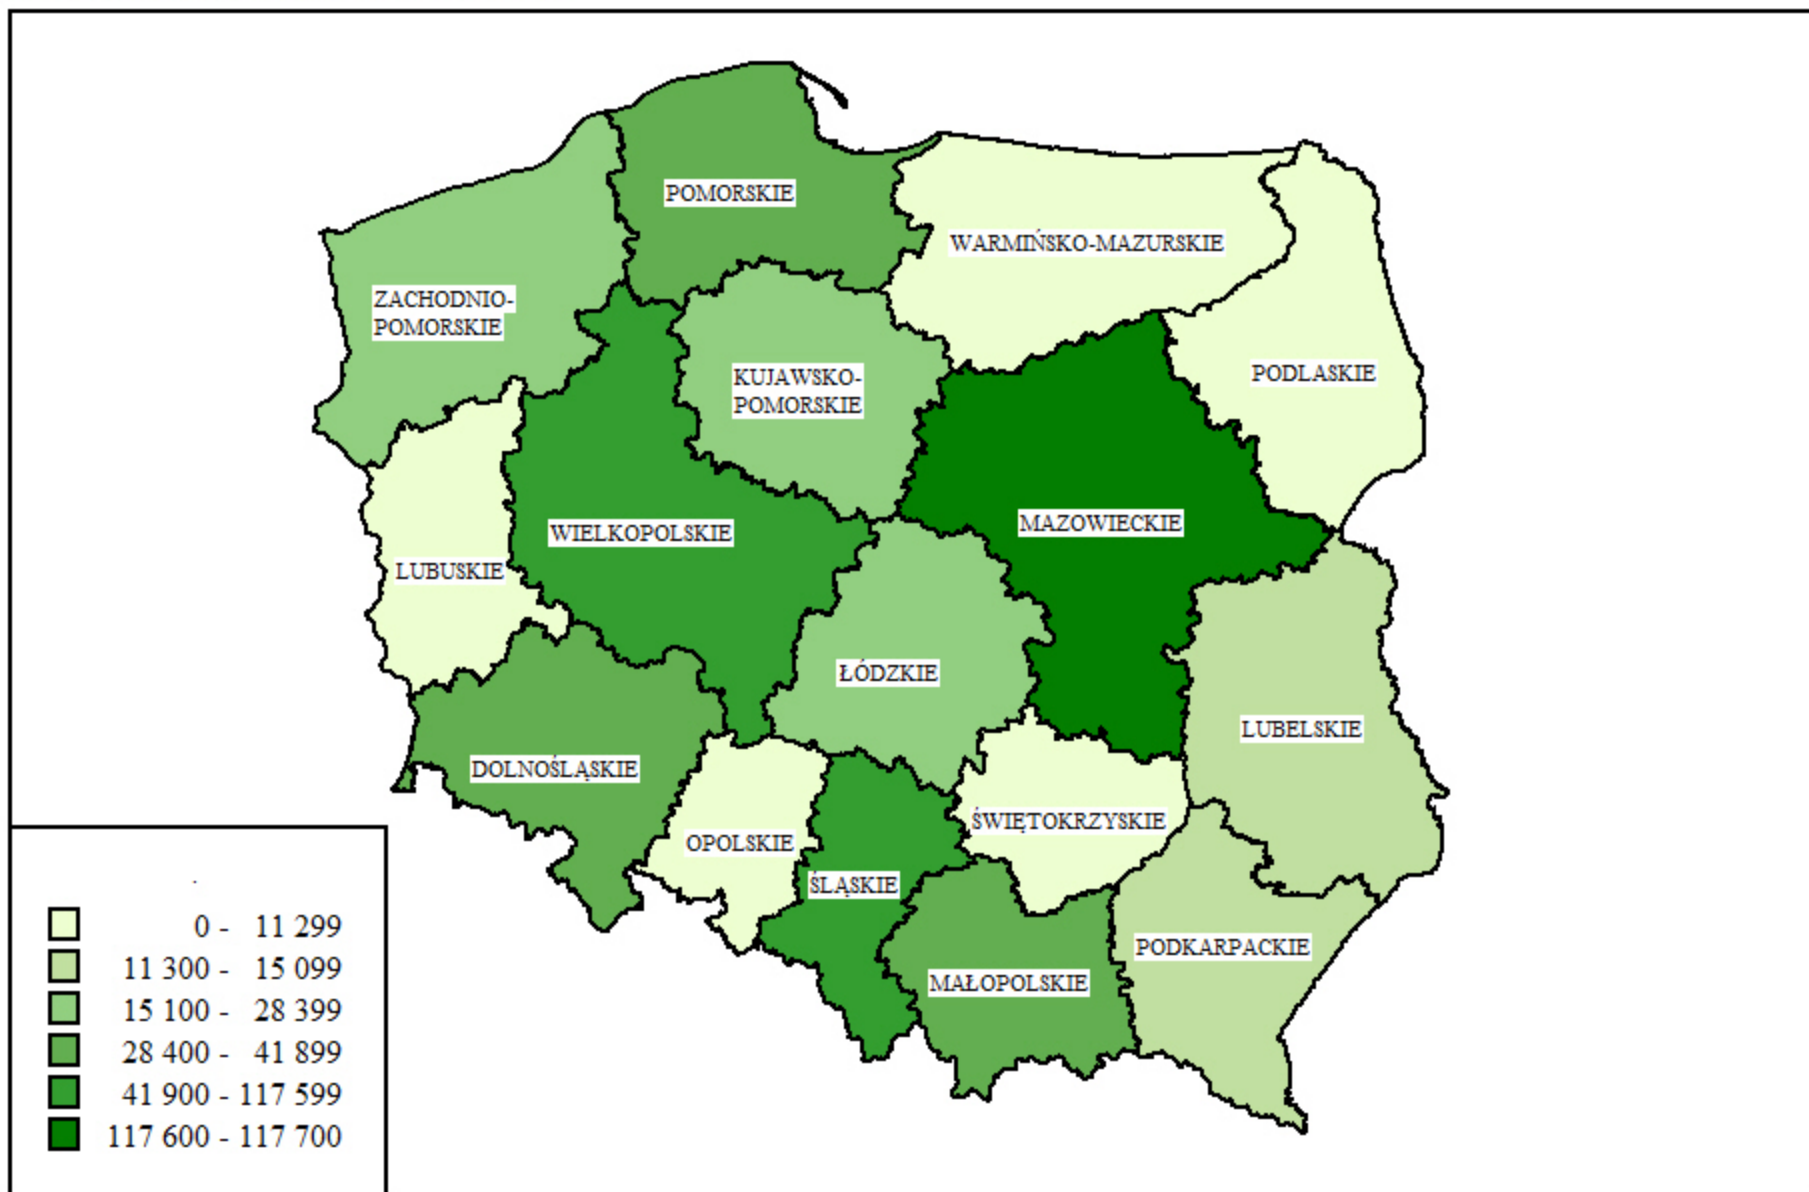 POMORSKIE
WARMIŃSKO-MAZURSKIE
ZACHODNIO-
POMORSKIE
KUJAWSKO-
POMORSKIE
PODLASKIE
WIELKOPOLSKIE
MAZOWIECKIE
LUBUSKIE
ŁÓDZKIE
LUBELSKIE
DOLNOŚLĄSKIE
ŚWIĘTOKRZYSKIE
OPOLSKIE
ŚLĄSKIE
PODKARPACKIE
MAŁOPOLSKIE
0 - 11 299
11 300 - 15 099
15 100 - 28 399
28 400 - 41 899
41 900 - 117 599
117 600 - 117 700